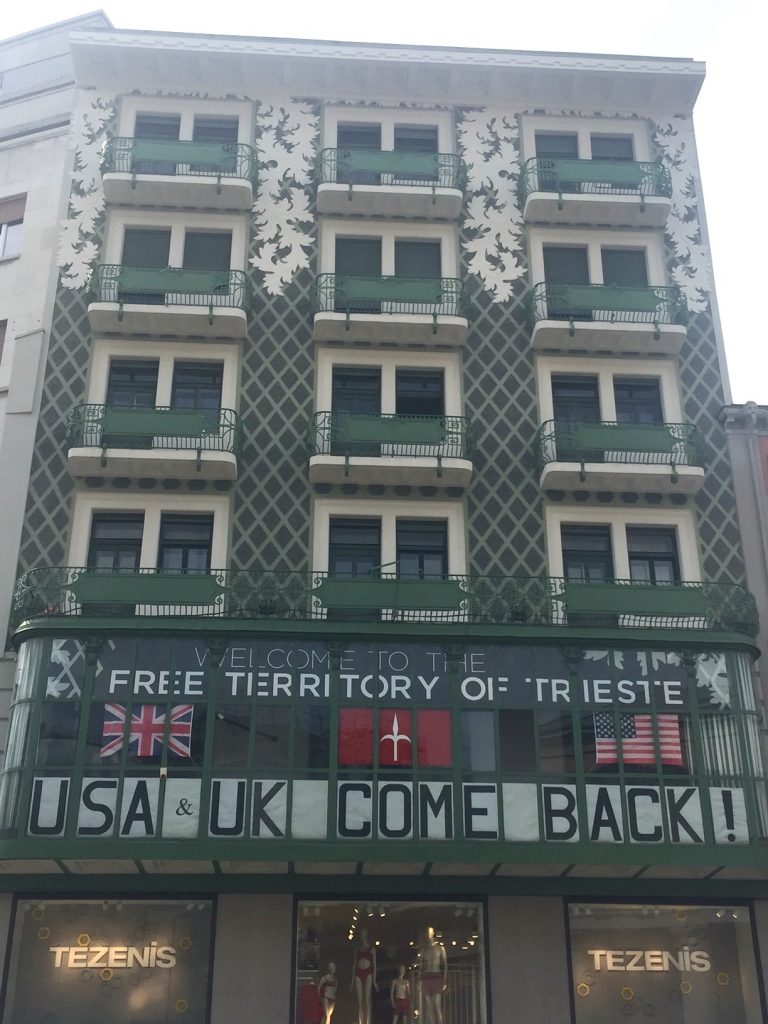 WELCOME TO THE
FREE TERRITORY OF TRIESTE
USA & UK COME BACK!
TEZENIS
TEZENIS